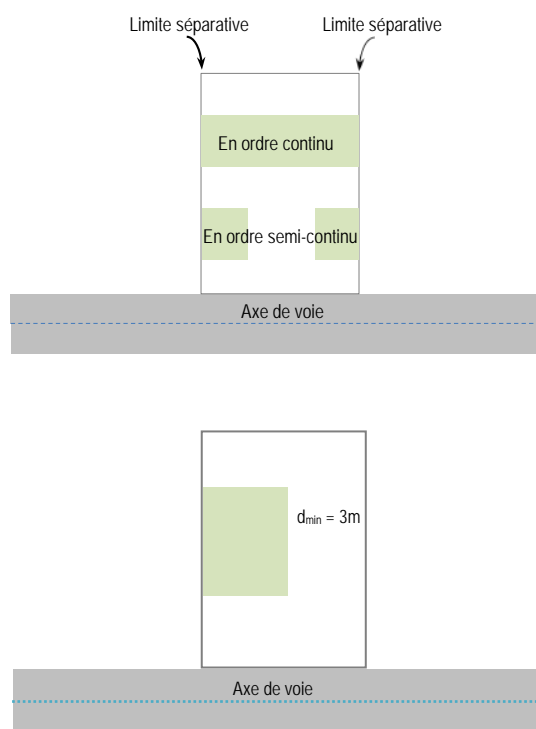 Limite séparative Limite séparative
En ordre continu
En ordre semi-continu
Axe de voie
dmin = 3m
Axe de voie